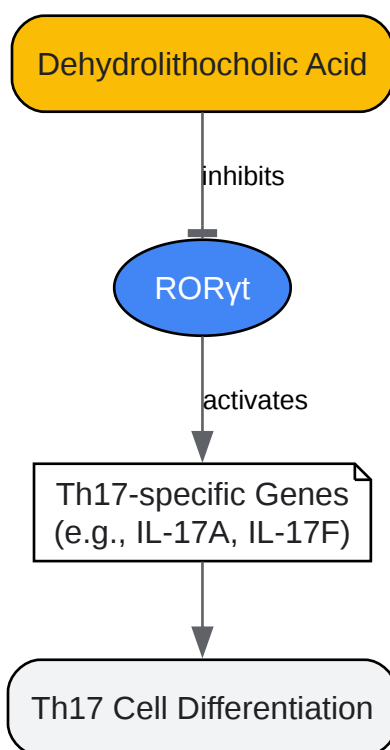 Dehydrolithocholic Acid
inhibits
RORγt
activates
Th17-specific Genes
(e.g., IL-17A, IL-17F)
Th17 Cell Differentiation